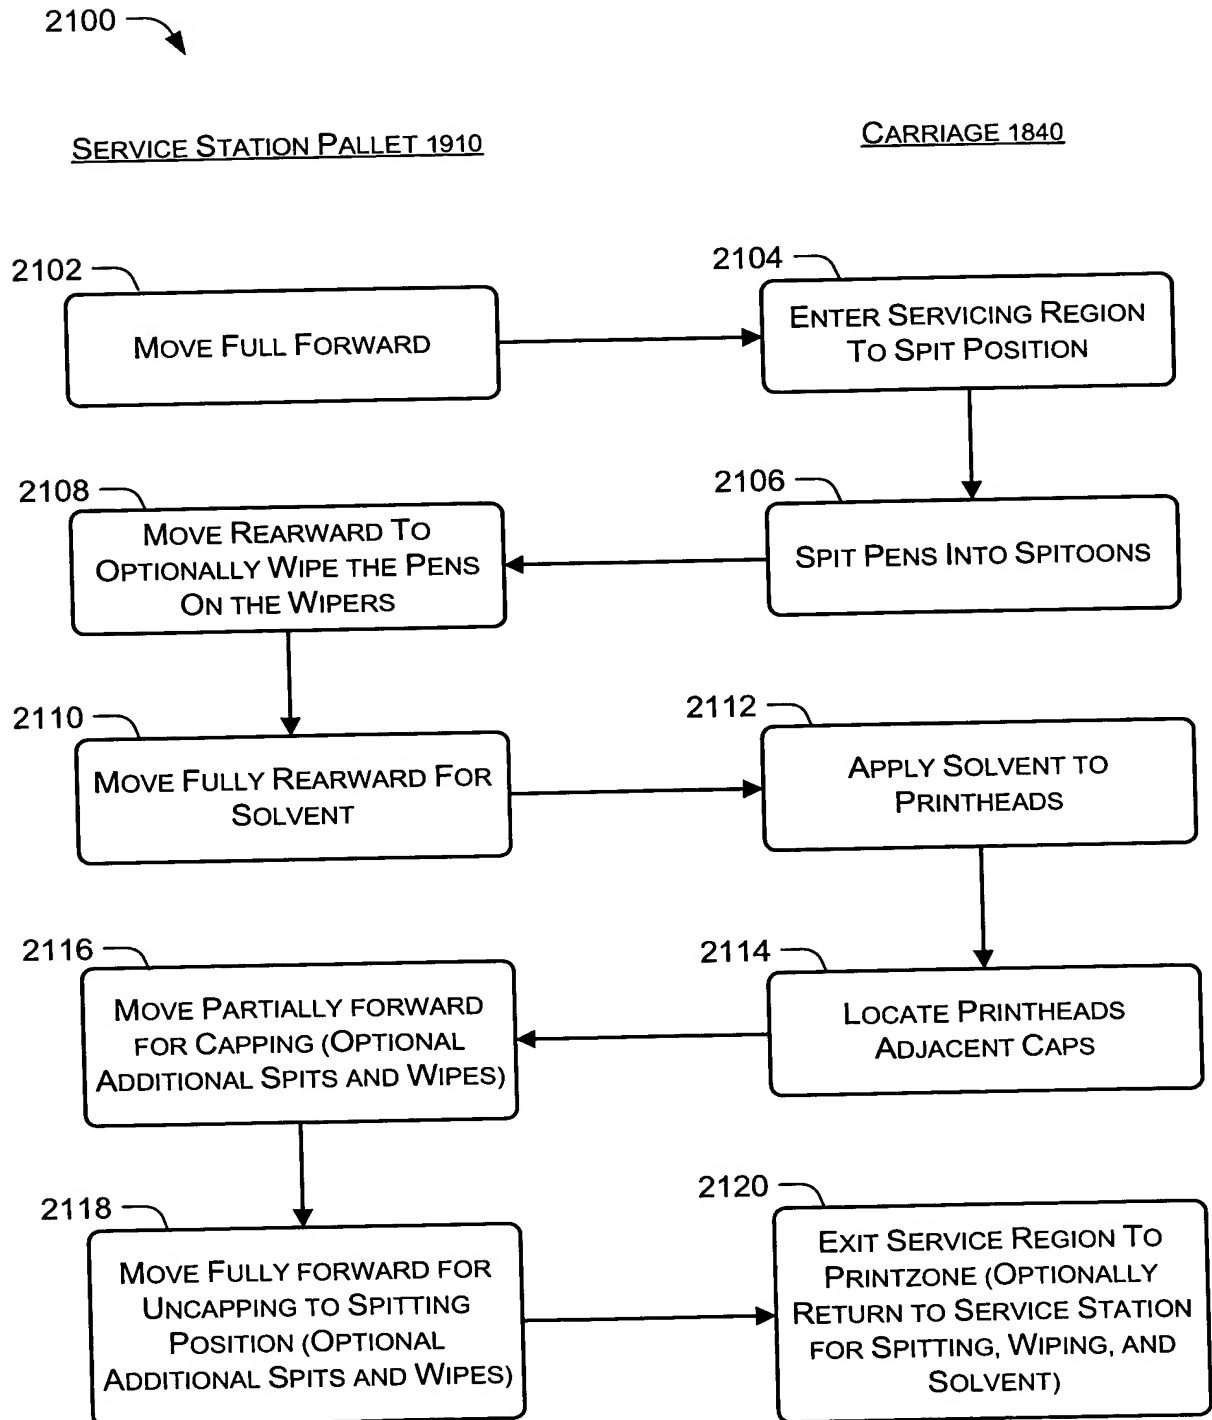 2100
SERVICE STATION PALLET 1910
CARRIAGE 1840
2102
MOVE FULL FORWARD
2104
ENTER SERVICING REGION
TO SPIT POSITION
2106
SPIT PENS INTO SPITOONS
2108
MOVE REARWARD TO
OPTIONALLY WIPE THE PENS
ON THE WIPERS
2110
MOVE FULLY REARWARD FOR
SOLVENT
2112
APPLY SOLVENT TO
PRINTHEADS
2114
LOCATE PRINTHEADS
ADJACENT CAPS
2116
MOVE PARTIALLY FORWARD
FOR CAPPING (OPTIONAL
ADDITIONAL SPITS AND WIPES)
2118
MOVE FULLY FORWARD FOR
UNCAPPING TO SPITTING
POSITION (OPTIONAL
ADDITIONAL SPITS AND WIPES)
2120
EXIT SERVICE REGION TO
PRINTZONE (OPTIONALLY
RETURN TO SERVICE STATION
FOR SPITTING, WIPING, AND
SOLVENT)